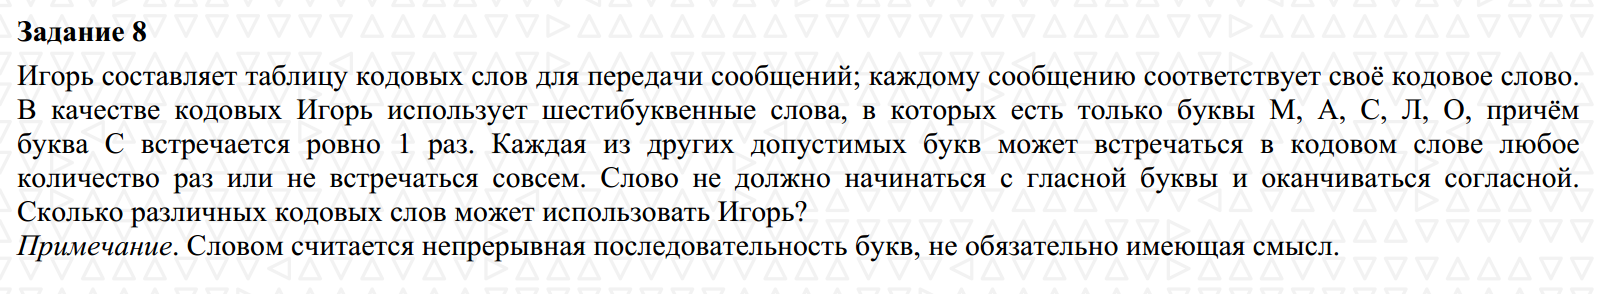 Задание 8
Игорь составляет таблицу кодовых слов для передачи сообщений; каждому сообщению соответствует своё кодовое слово.
В качестве кодовых Игорь использует шестибуквенные слова, в которых есть только буквы М, А, С, Л, О, причём
буква С встречается ровно 1 раз. Каждая из других допустимых букв может встречаться в кодовом слове любое
количество раз или не встречаться совсем. Слово не должно начинаться с гласной буквы и оканчиваться согласной.
Сколько различных кодовых слов может использовать Игорь?
Примечание. Словом считается непрерывная последовательность букв, не обязательно имеющая смысл.